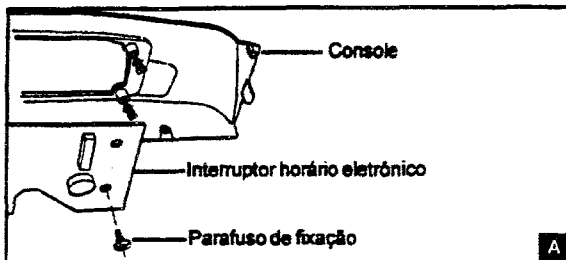 Console
Interruptor horário eletrônico
Parafuso de fixação
A